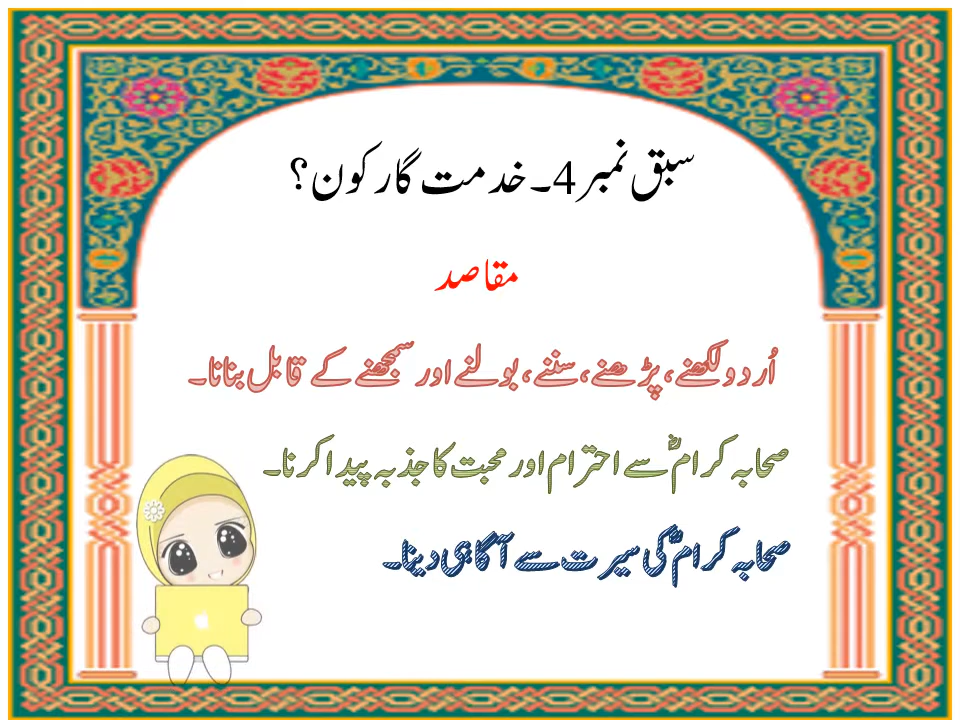 سبق نمبر 4۔ خدمت گار کون؟
مقاصد
اُردو لکھنے، پڑھنے، سننے، بولنے اور سمجھنے کے قابل بنانا۔
صحابہ کرامؓ سے احترام اور محبت کا جذبہ پیدا کرنا۔
صحابہ کرامؓ کی سیرت سے آگاہی دینا۔